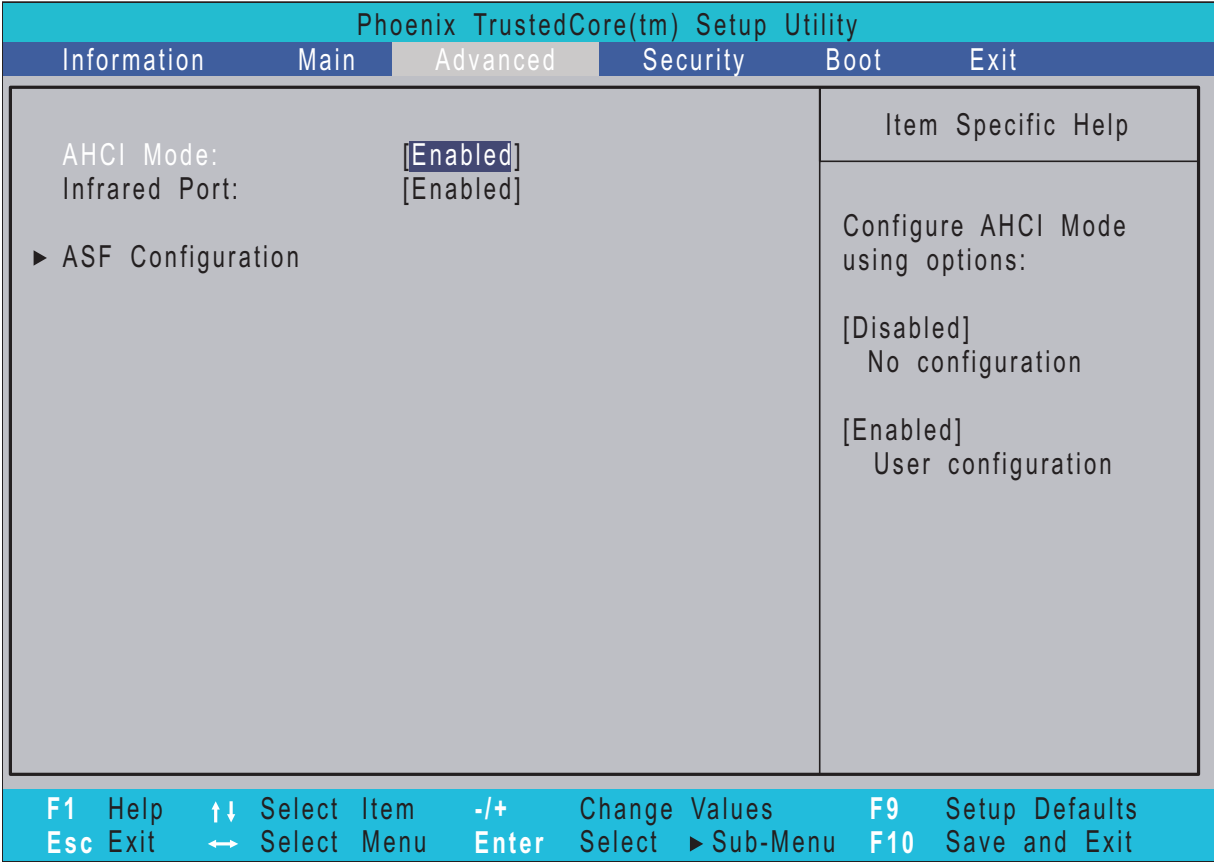 Phoenix TrustedCore(tm) Setup Utility
Information Main Advanced Security Boot Exit
Item Specific Help
AHCI Mode: [Enabled]
Infrared Port: [Enabled]
▶ ASF Configuration
Configure AHCI Mode
using options:
[Disabled]
No configuration
[Enabled]
User configuration
F1 Help ↑↓ Select Item -/+ Change Values F9 Setup Defaults
Esc Exit ↔ Select Menu Enter Select ▶ Sub-Menu F10 Save and Exit